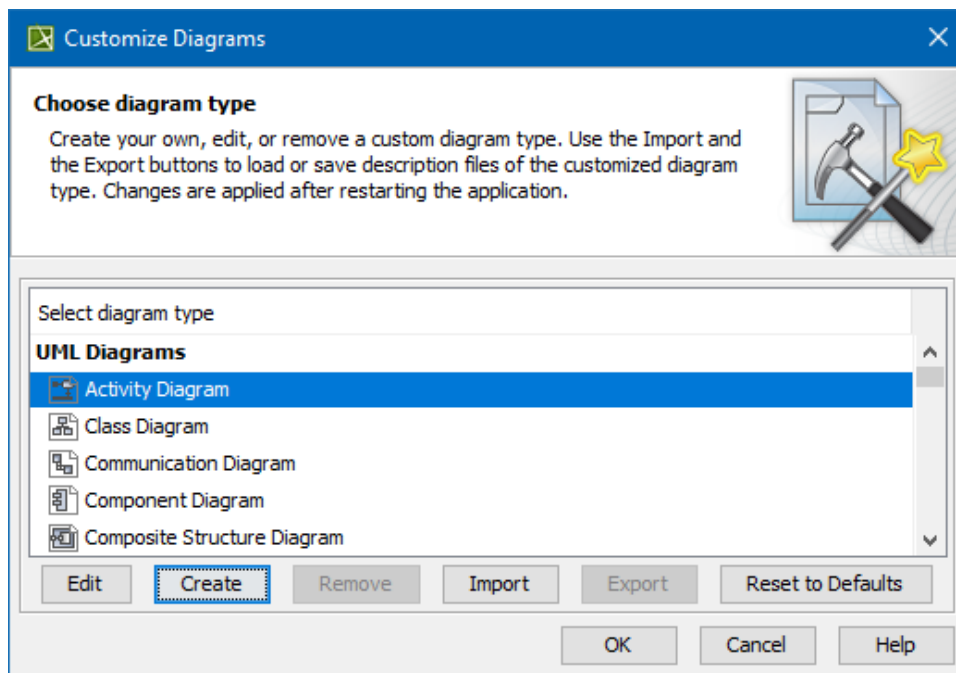 Customize Diagrams
Choose diagram type
Create your own, edit, or remove a custom diagram type. Use the Import and
the Export buttons to load or save description files of the customized diagram
type. Changes are applied after restarting the application.
Select diagram type
UML Diagrams
Activity Diagram
Class Diagram
Communication Diagram
Component Diagram
Composite Structure Diagram
Edit Create Remove Import Export Reset to Defaults
OK Cancel Help